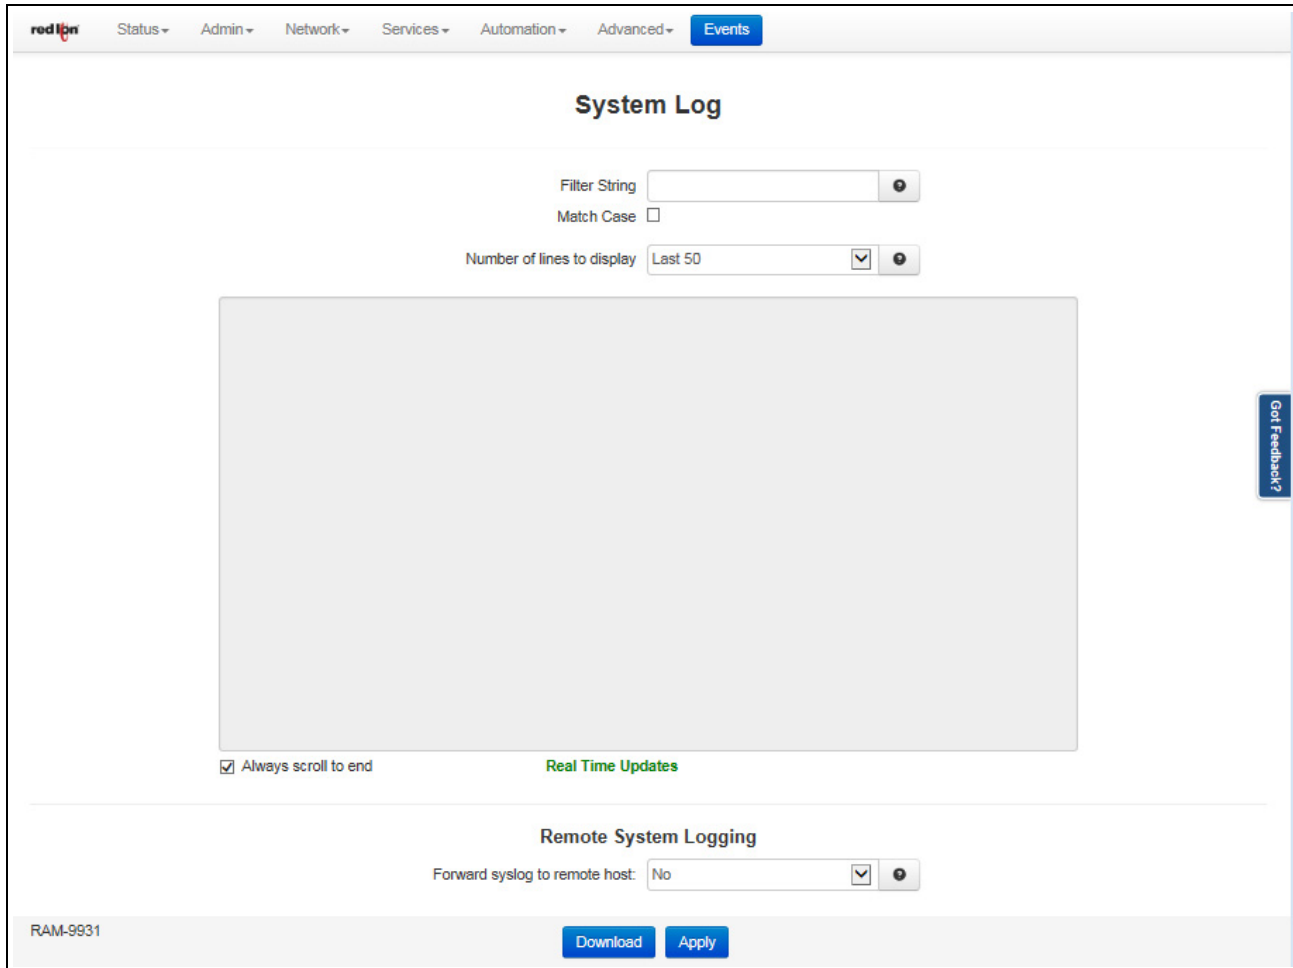 red lion Status Admin Network Services Automation Advanced Events
System Log
Filter String
Match Case
Number of lines to display Last 50
Got Feedback?
Always scroll to end Real Time Updates
Remote System Logging
Forward syslog to remote host: No
RAM-9931
Download Apply